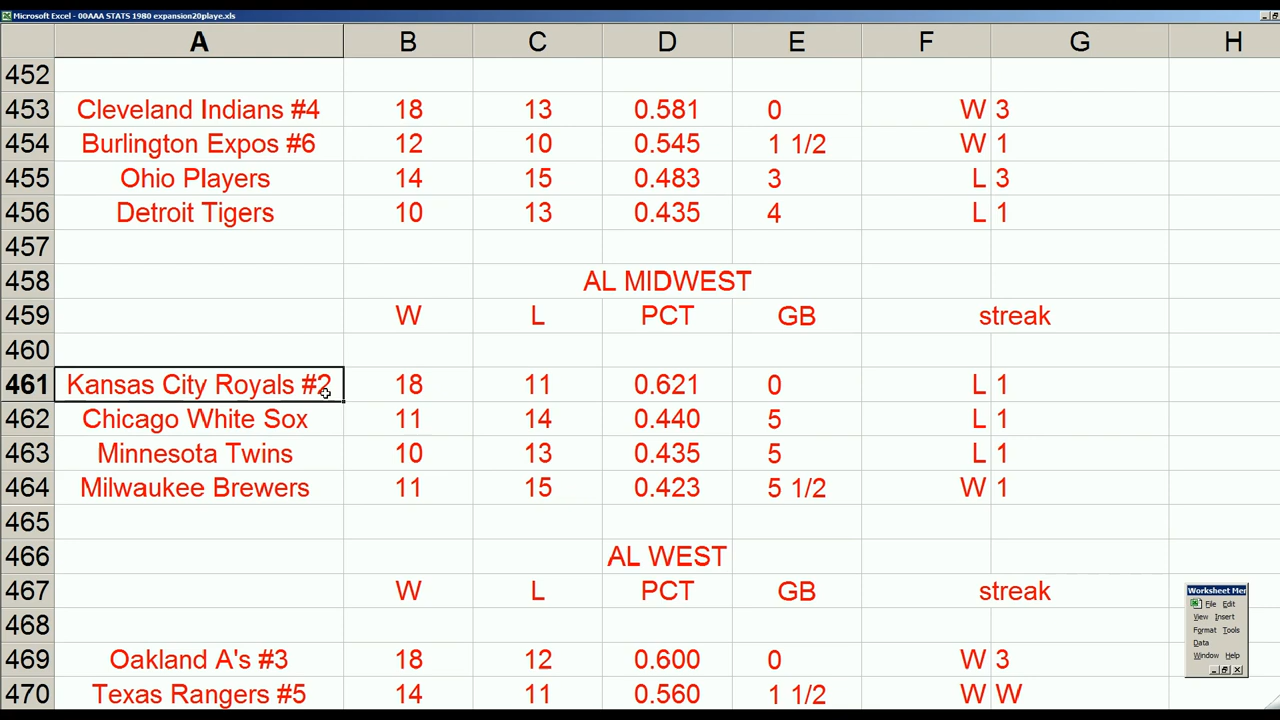 Microsoft Excel - 00AAA STATS 1980 expansion20playe.xls
A B C D E F G H
452
453 Cleveland Indians #4 18 13 0.581 0 W 3
454 Burlington Expos #6 12 10 0.545 1 1/2 W 1
455 Ohio Players 14 15 0.483 3 L 3
456 Detroit Tigers 10 13 0.435 4 L 1
457
458 AL MIDWEST
459 W L PCT GB streak
460
461 Kansas City Royals #2 18 11 0.621 0 L 1
462 Chicago White Sox 11 14 0.440 5 L 1
463 Minnesota Twins 10 13 0.435 5 L 1
464 Milwaukee Brewers 11 15 0.423 5 1/2 W 1
465
466 AL WEST
467 W L PCT GB streak
468
469 Oakland A's #3 18 12 0.600 0 W 3
470 Texas Rangers #5 14 11 0.560 1 1/2 W W
Worksheet Mer
File Edit
View Insert
Format Tools
Data
Window Help